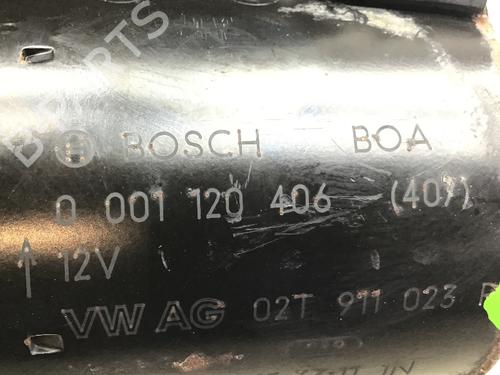 BOSCH BOA
0 001 120 406 (407)
12V
VW AG 02T 911 023 R